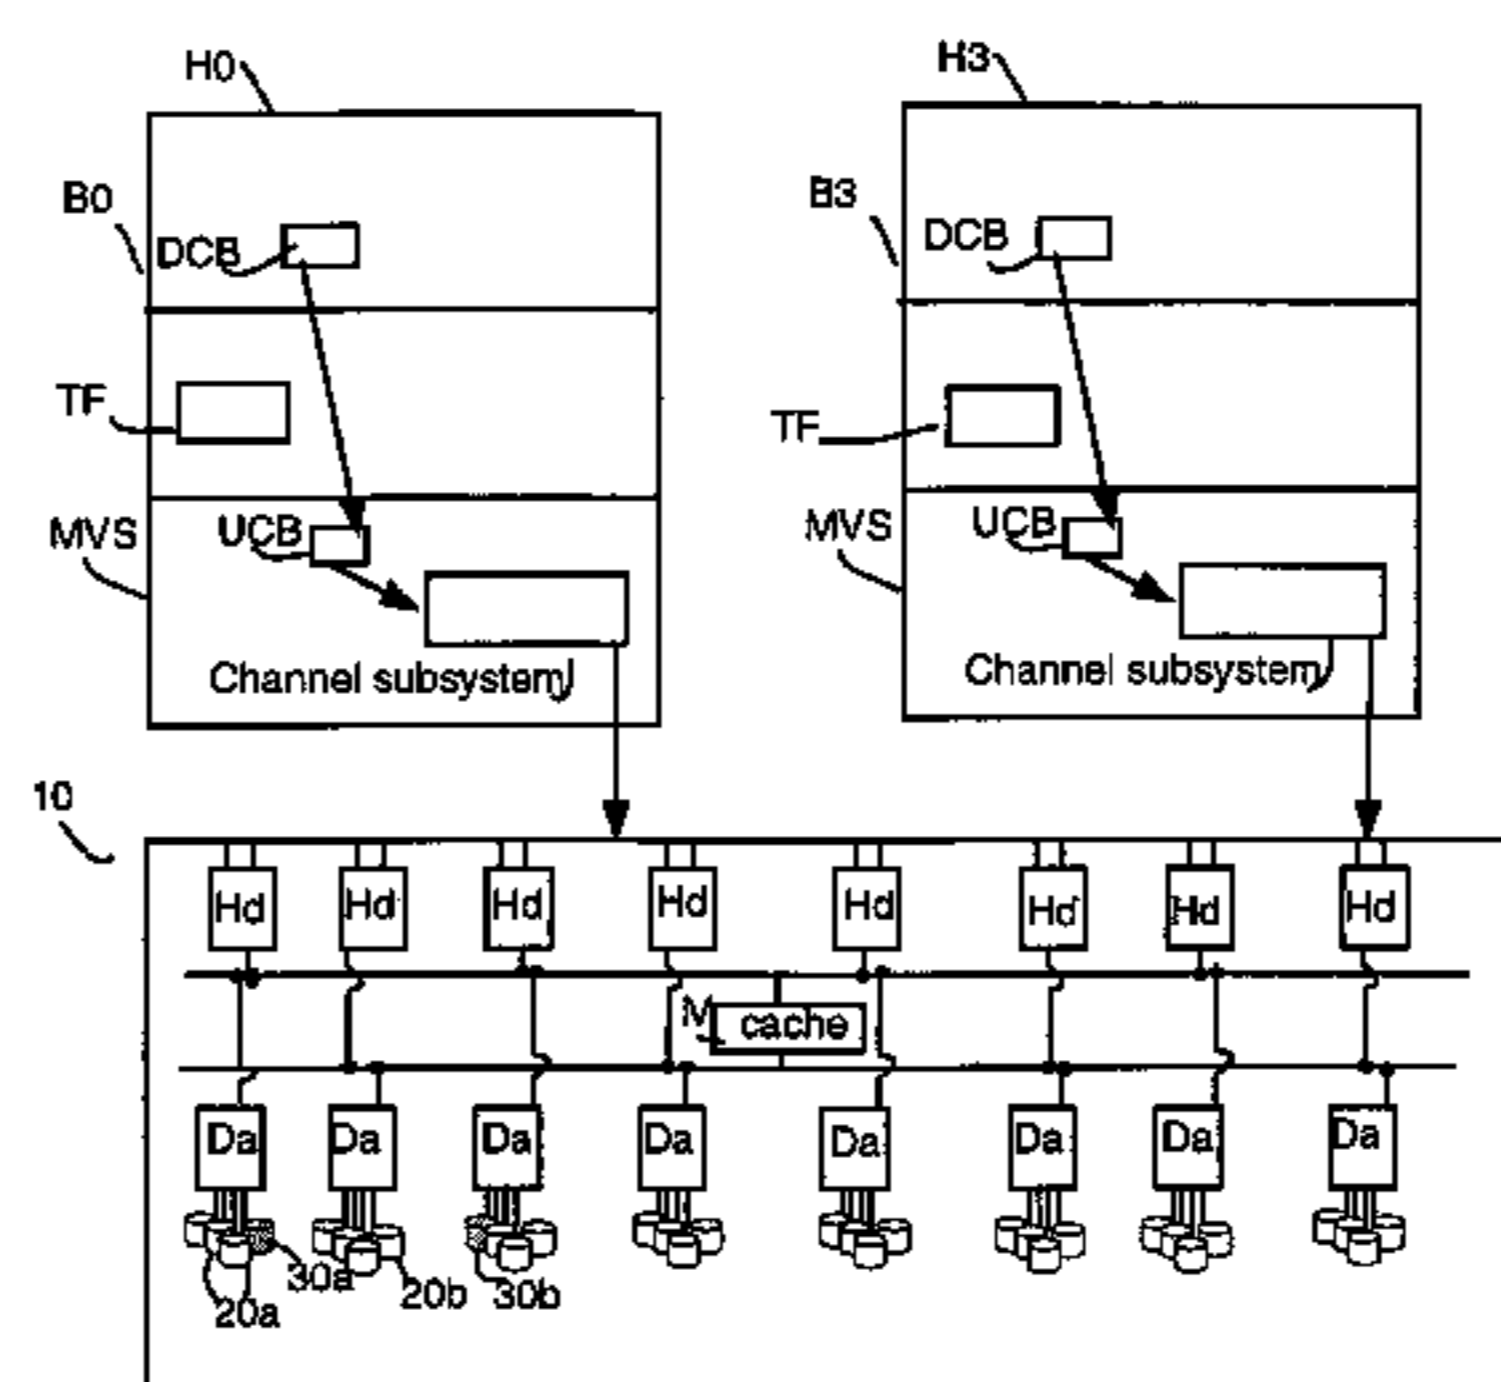 H0
H3
B0
B3
DCB
DCB
TF
TF
MVS
UCB
MVS
UCB
Channel subsystem
Channel subsystem
10
Hd Hd Hd Hd Hd Hd Hd Hd
M cache
Da Da Da Da Da Da Da Da
30a 20b 30b
20a